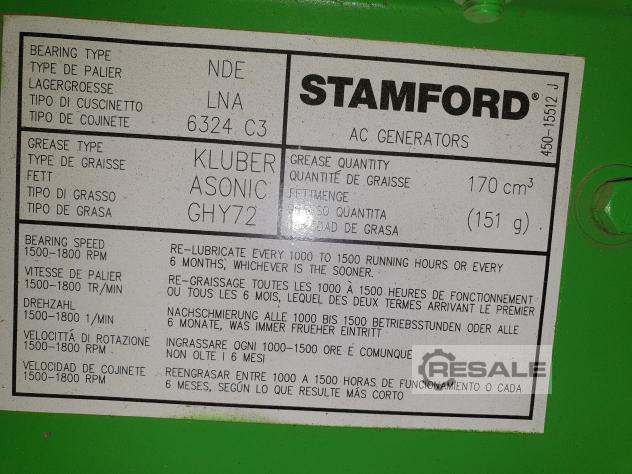 BEARING TYPE
TYPE DE PALIER
LAGERGROESSE
TIPO DI CUSCINETTO
TIPO DE COJINETE
NDE
LNA
6324 C3
STAMFORD®
AC GENERATORS
450-15512 J
GREASE TYPE
TYPE DE GRAISSE
FETT
TIPO DI GRASSO
TIPO DE GRASA
KLUBER
ASONIC
GHY72
GREASE QUANTITY
QUANTITÉ DE GRAISSE
FETTMENGE
QUANTITA
DE GRASA
170 cm³
(151 g)
BEARING SPEED
1500-1800 RPM
RE-LUBRICATE EVERY 1000 TO 1500 RUNNING HOURS OR EVERY
6 MONTHS, WHICHEVER IS THE SOONER.
VITESSE DE PALIER
1500-1800 TR/MIN
RE-GRAISSAGE TOUTES LES 1000 À 1500 HEURES DE FONCTIONNEMENT
OU TOUS LES 6 MOIS, LEQUEL DES DEUX TERMES ARRIVANT LE PREMIER
DREHZAHL
1500-1800 1/MIN
NACHSCHMIERUNG ALLE 1000 BIS 1500 BETRIEBSSTUNDEN ODER ALLE
6 MONATE, WAS IMMER FRUEHER EINTRITT
VELOCITTÁ DI ROTAZIONE
1500-1800 RPM
INGRASSARE OGNI 1000-1500 ORE E COMUNQUE
NON OLTE I 6 MESI
VELOCIDAD DE COJINETE
1500-1800 RPM
REENGRASAR ENTRE 1000 A 1500 HORAS DE FUNCIONAMIENTO O CADA
6 MESES, SEGÚN LO QUE RESULTE MÁS CORTO
RESALE